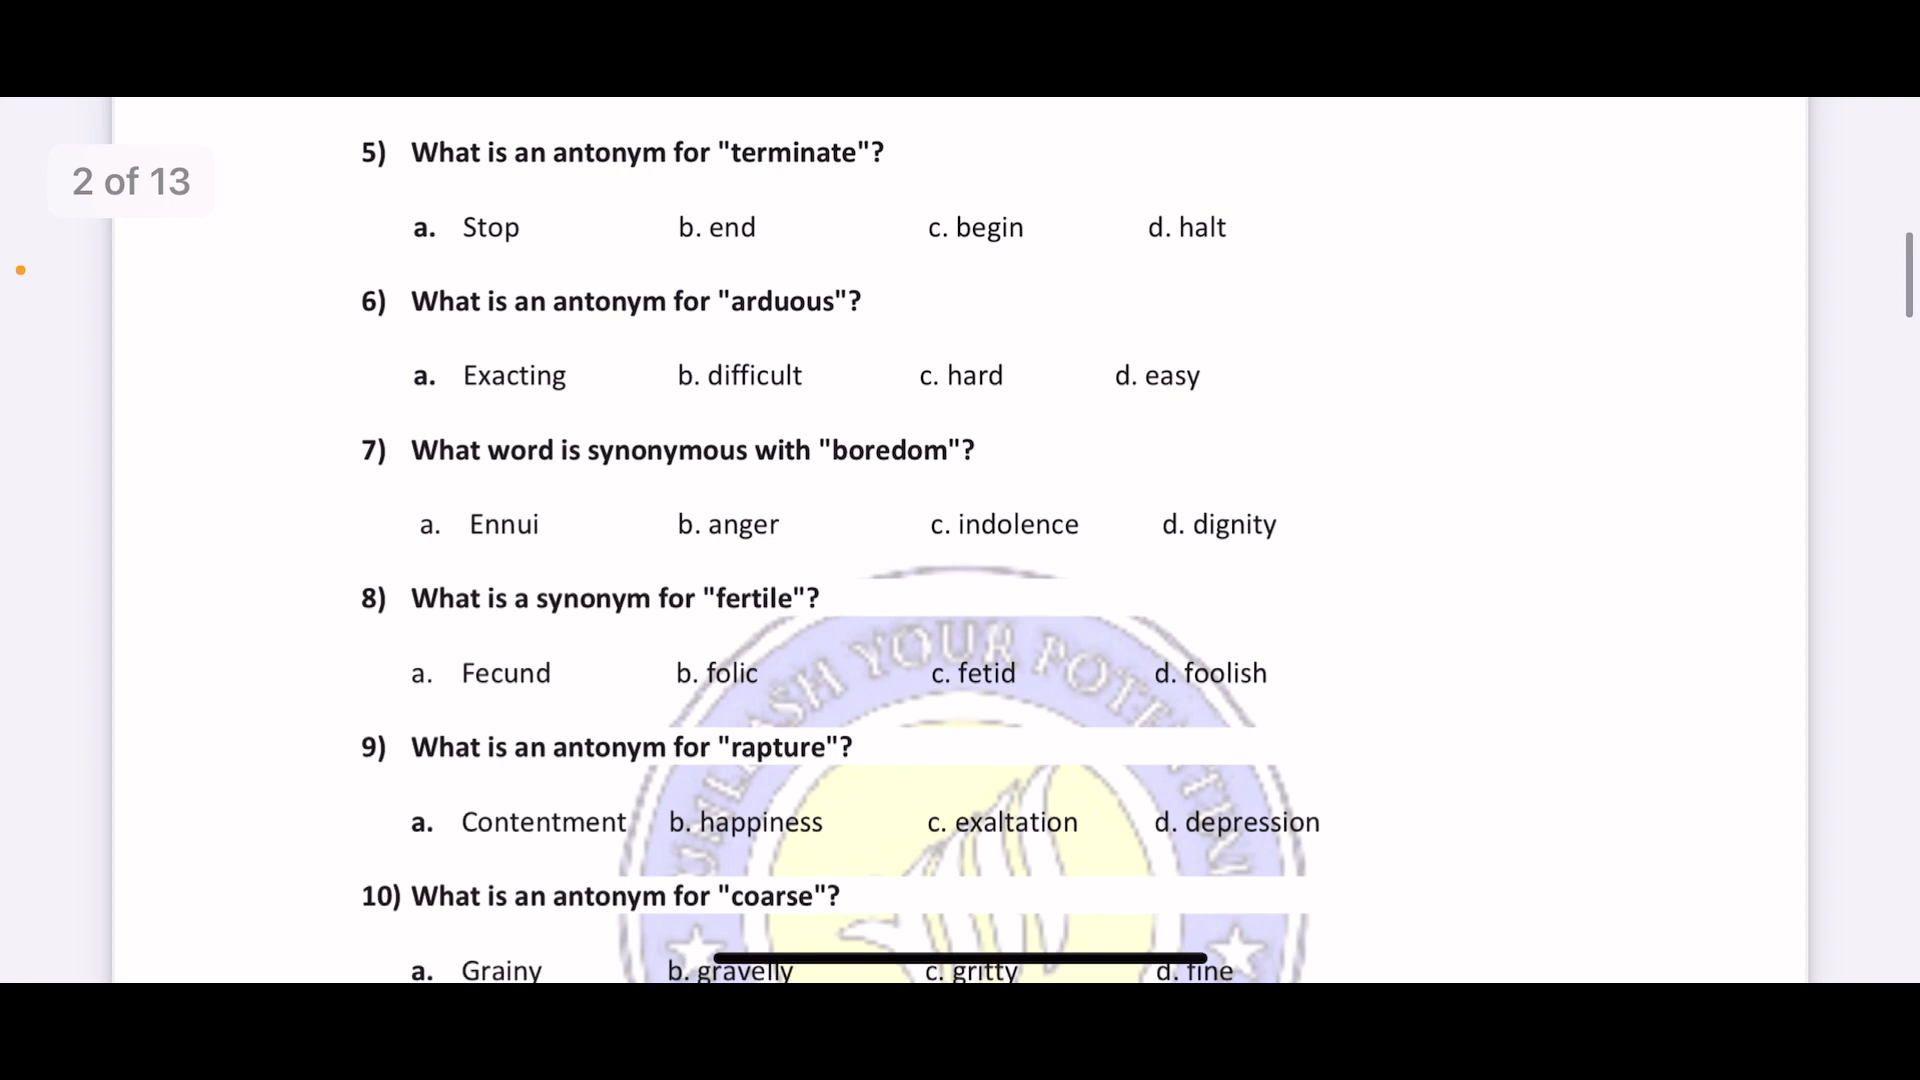 2 of 13
5) What is an antonym for "terminate"?
a. Stop b. end c. begin d. halt
6) What is an antonym for "arduous"?
a. Exacting b. difficult c. hard d. easy
7) What word is synonymous with "boredom"?
a. Ennui b. anger c. indolence d. dignity
8) What is a synonym for "fertile"?
YOUR
a. Fecund b. folic c. fetid d. foolish
9) What is an antonym for "rapture"?
a. Contentment b. happiness c. exaltation d. depression
10) What is an antonym for "coarse"?
a. Grainy b. gravelly c. gritty d. fine